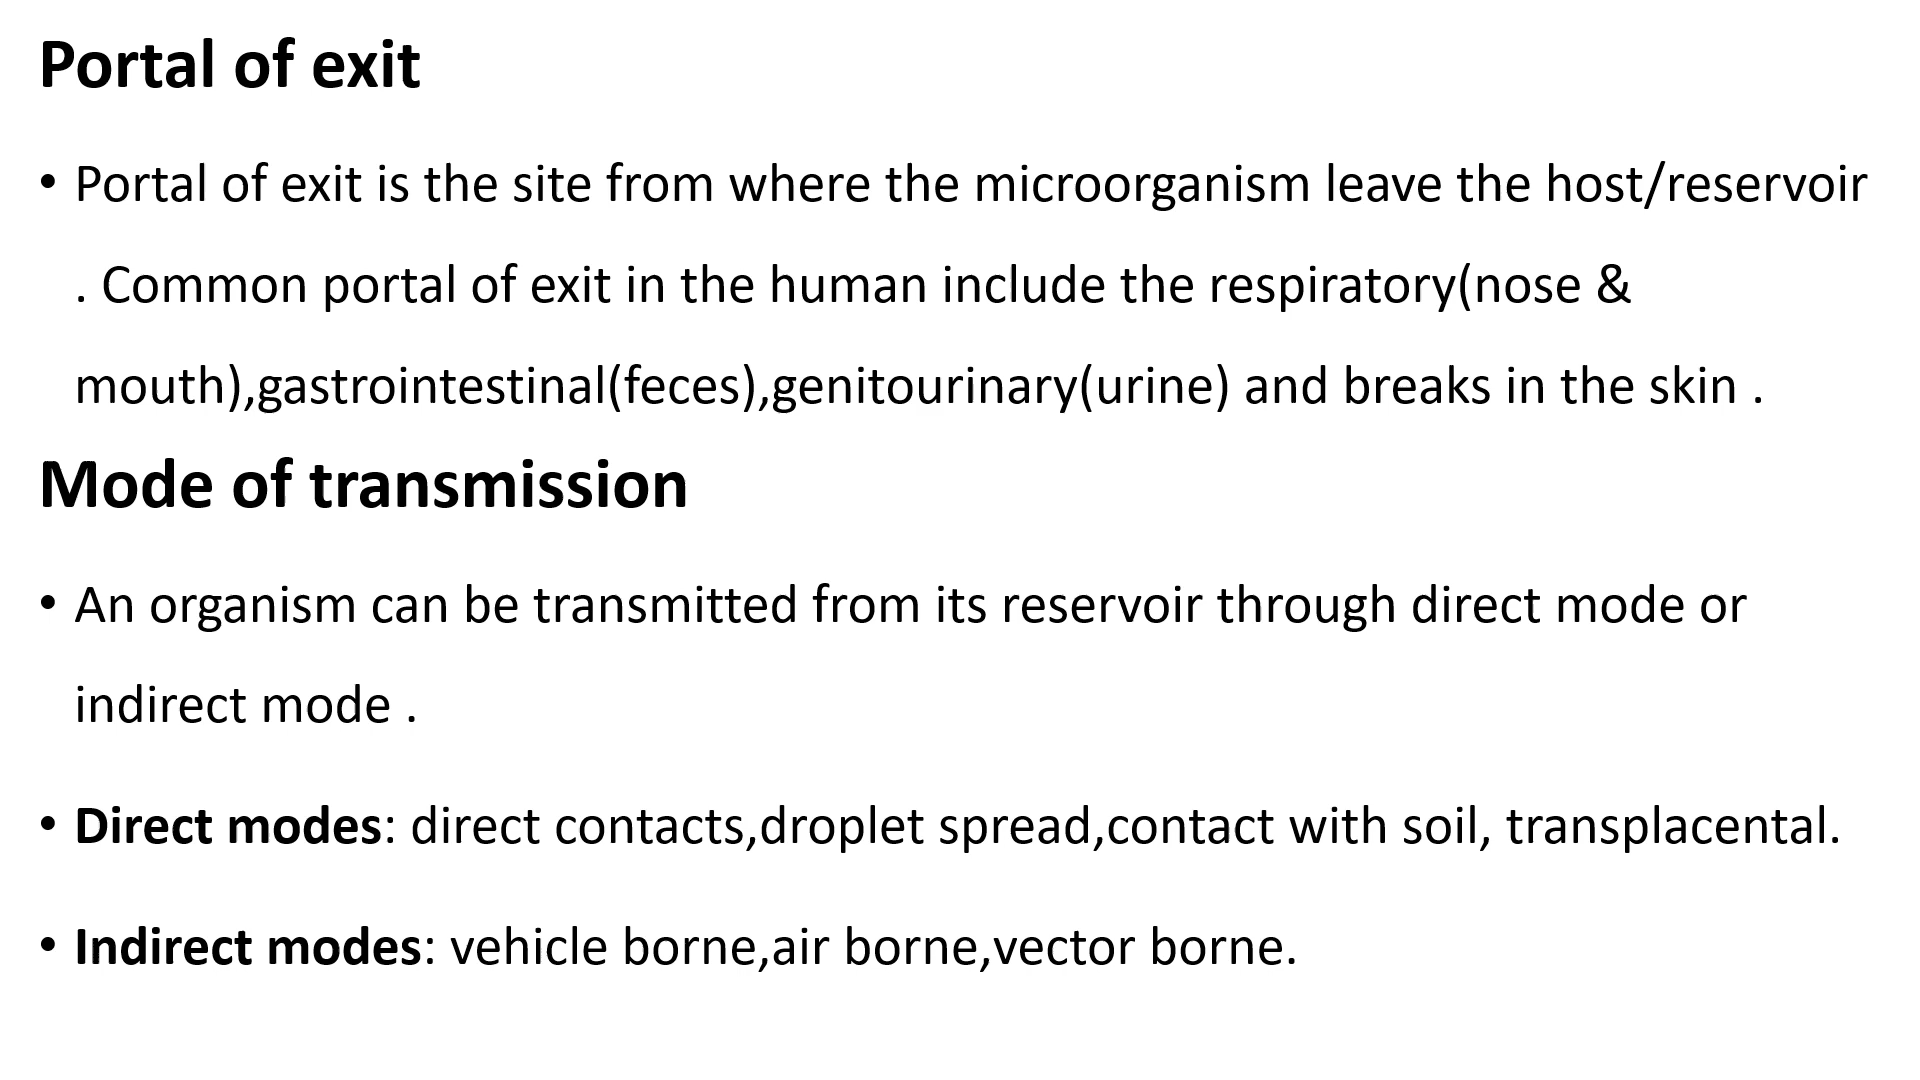 Portal of exit
• Portal of exit is the site from where the microorganism leave the host/reservoir
. Common portal of exit in the human include the respiratory(nose &
mouth),gastrointestinal(feces),genitourinary(urine) and breaks in the skin .
Mode of transmission
• An organism can be transmitted from its reservoir through direct mode or
indirect mode .
• Direct modes: direct contacts,droplet spread,contact with soil, transplacental.
• Indirect modes: vehicle borne,air borne,vector borne.